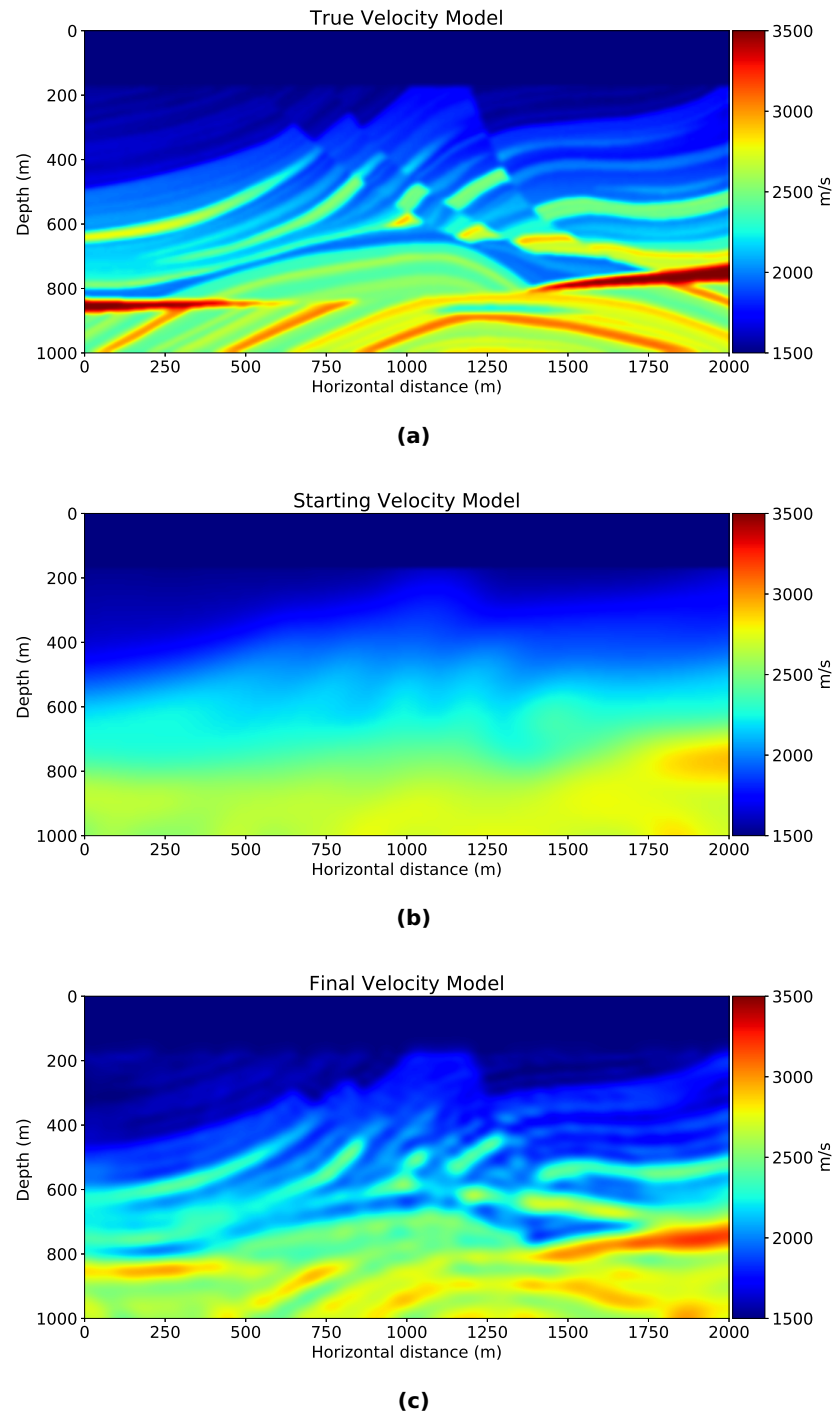 True Velocity Model
0
200
400
600
800
1000
Depth (m)
0 250 500 750 1000 1250 1500 1750 2000
Horizontal distance (m)
3500
3000
2500
2000
1500
m/s
(a)
Starting Velocity Model
0
200
400
600
800
1000
Depth (m)
0 250 500 750 1000 1250 1500 1750 2000
Horizontal distance (m)
3500
3000
2500
2000
1500
m/s
(b)
Final Velocity Model
0
200
400
600
800
1000
Depth (m)
0 250 500 750 1000 1250 1500 1750 2000
Horizontal distance (m)
3500
3000
2500
2000
1500
m/s
(c)